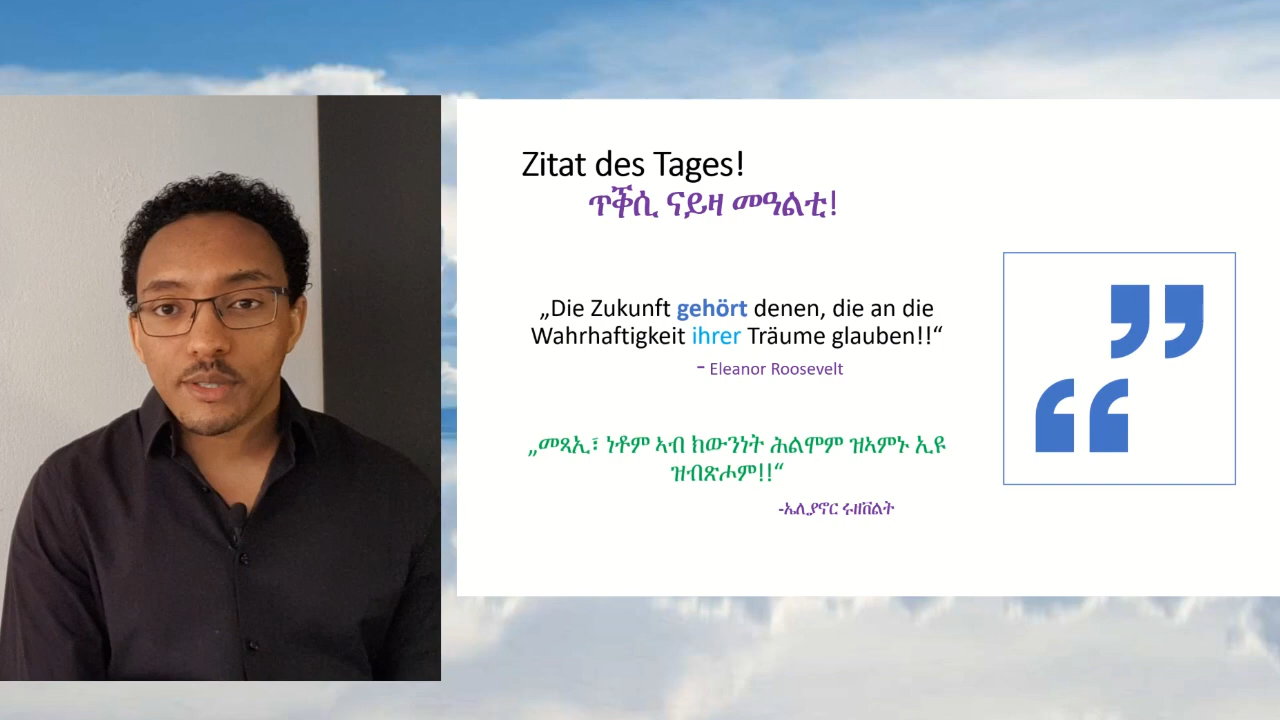 Zitat des Tages!
ጥቕሲ ናይዛ መዓልቲ!
„Die Zukunft gehört denen, die an die
Wahrhaftigkeit ihrer Träume glauben!!“
- Eleanor Roosevelt
„መጻኢ፣ ነቶም ኣብ ክውንነት ሕልሞም ዝኣምኑ ኢዩ
ዝብጽሖም!!“
-ኤሊያኖር ሩዘቨልት